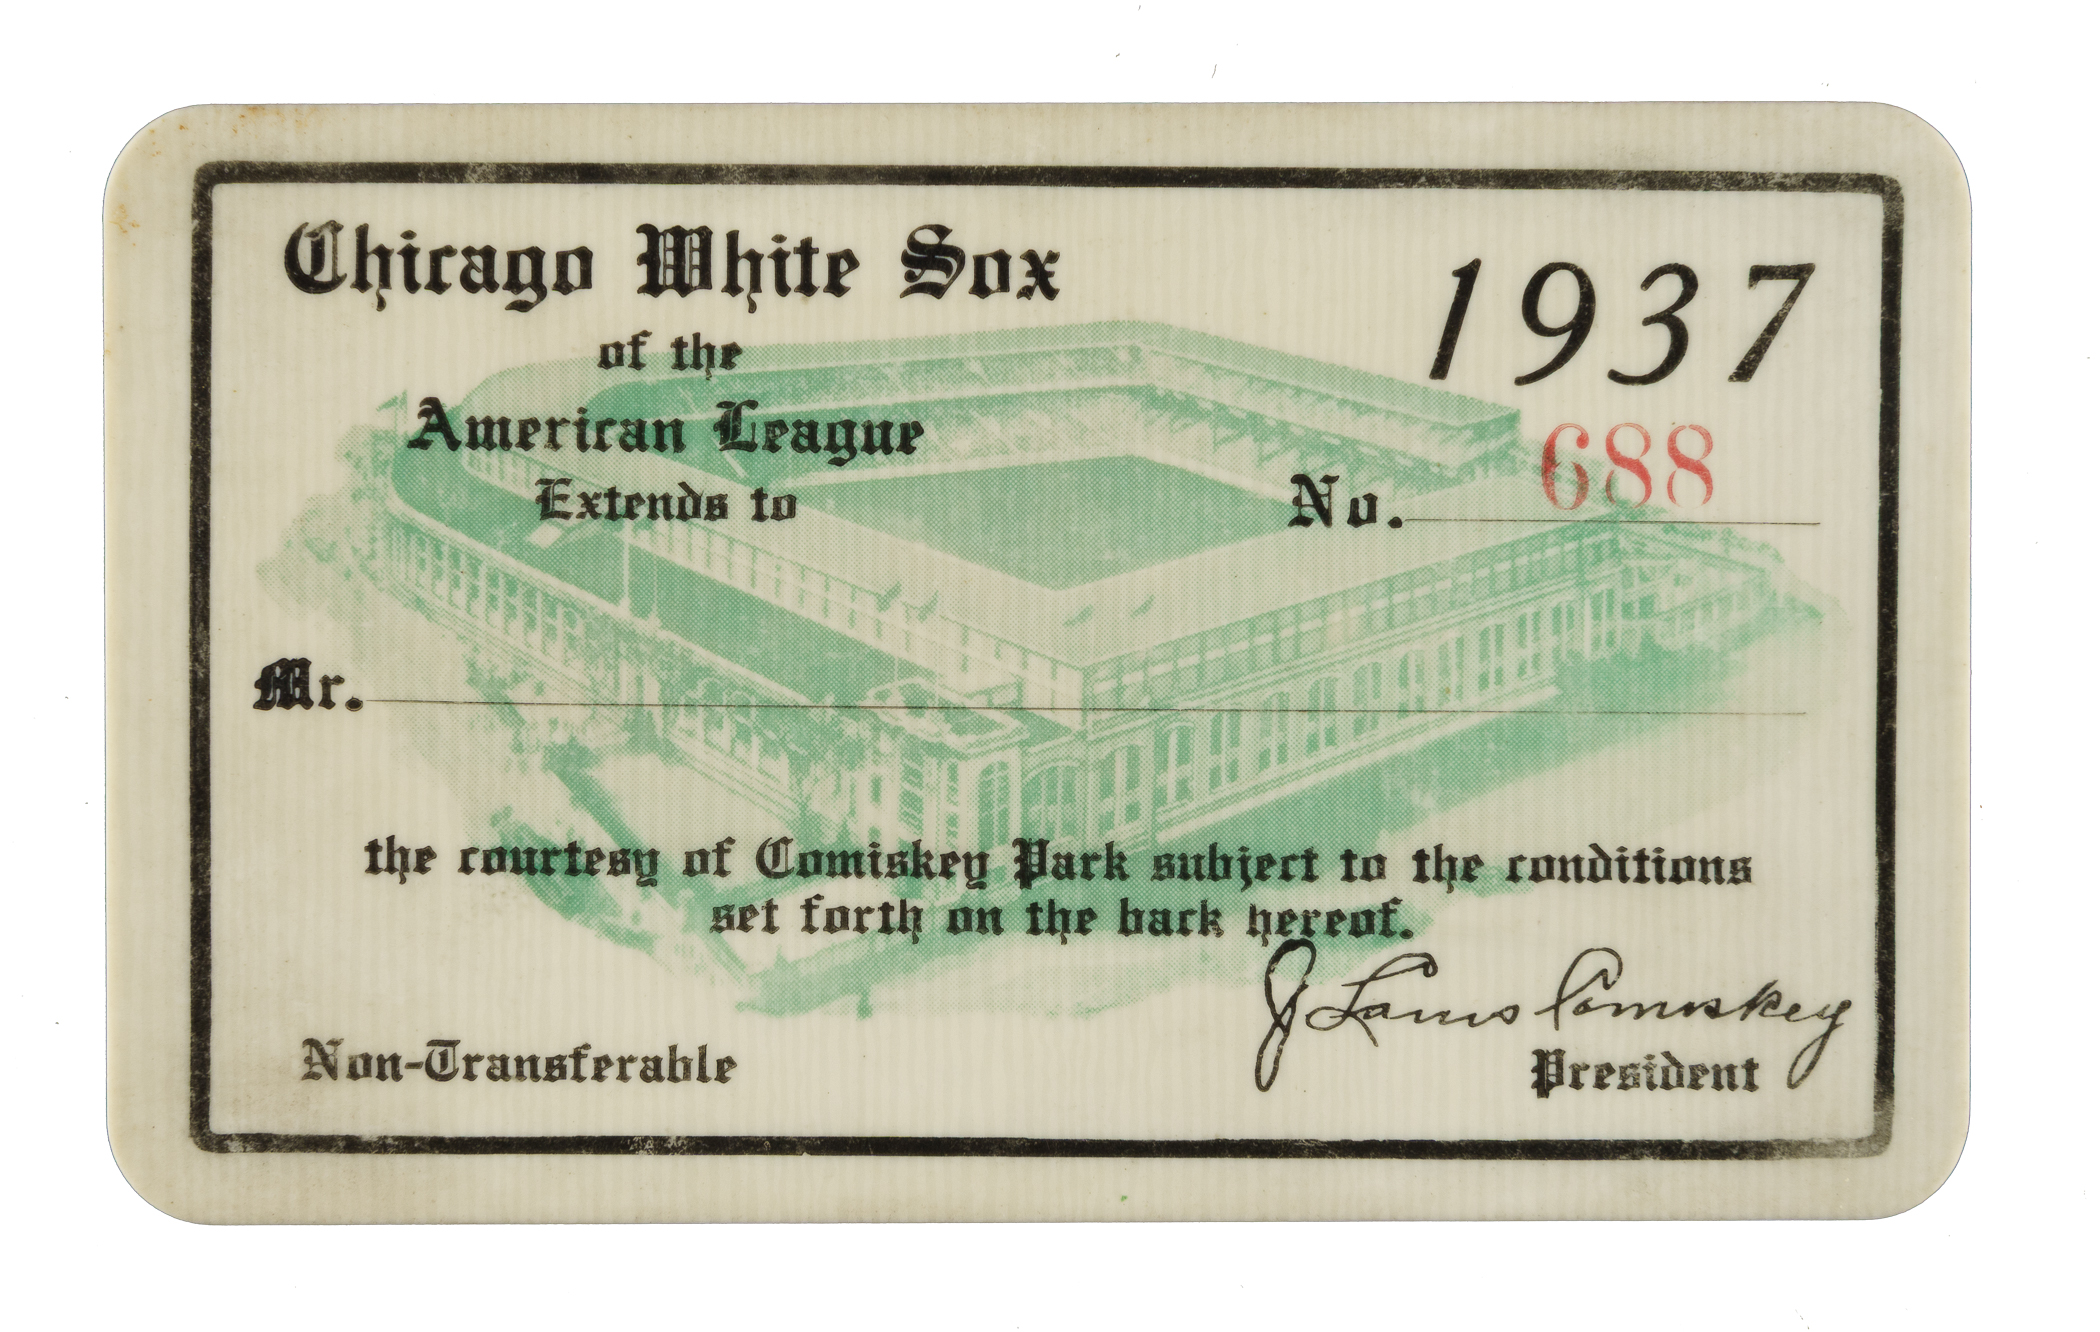 Chicago White Sox
1937
of the
American League
688
Extends to
No.
Mr.
the courtesy of Comiskey Park subject to the conditions
set forth on the back hereof.
J Louis Comiskey
Non-Transferable
President